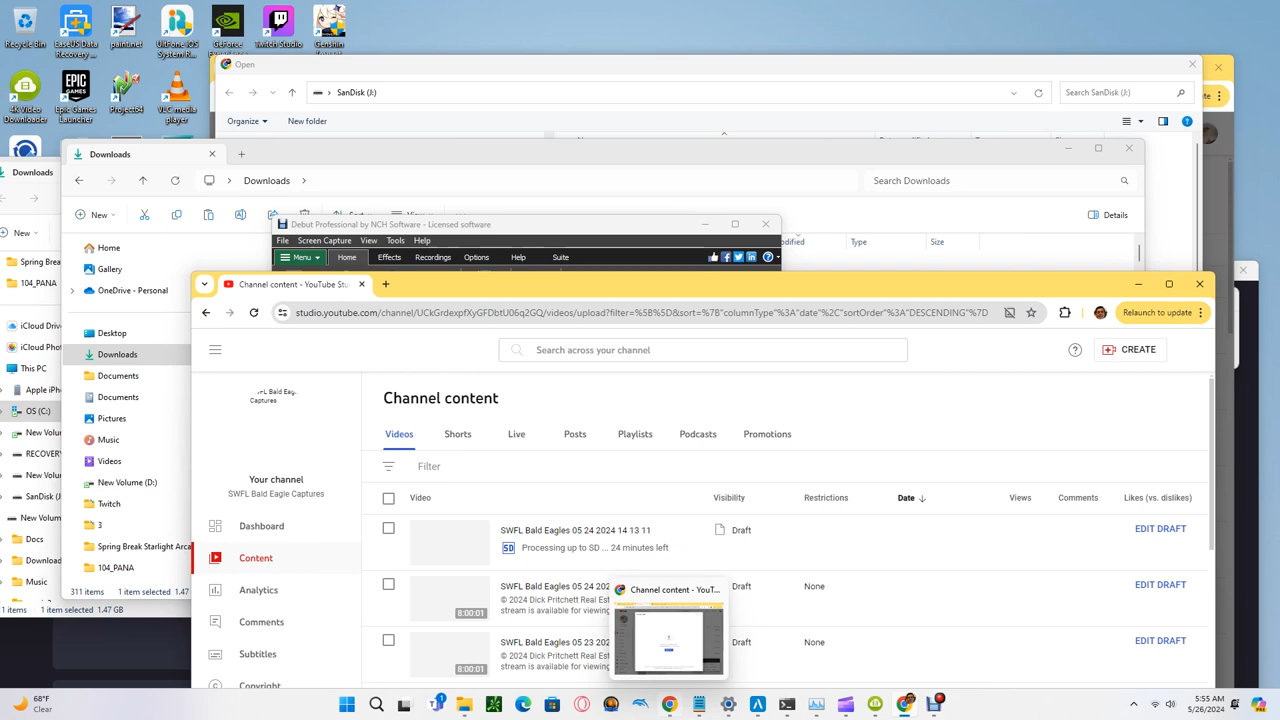 Recycle Bin
EaseUS Data Recovery ...
paint.net
UltFone iOS System R...
GeForce
Twitch Studio
Genshin
4K Video Downloader
Epic Games Launcher
Project64
VLC media player
Open
SanDisk (J:)
Search SanDisk (J:)
Organize
New folder
Downloads
Downloads
Downloads
Search Downloads
New
New
Sort
View
Details
Debut Professional by NCH Software - Licensed software
File Screen Capture View Tools Help
Menu Home Effects Recordings Options Help Suite
Type
Size
Home
Gallery
OneDrive - Personal
Desktop
Downloads
Documents
Documents
Pictures
Music
Videos
New Volume (D:)
Twitch
3
Spring Break Starlight Arca
104_PANA
311 items 1 item selected 1.47
Spring Brea
104_PANA
iCloud Drive
iCloud Phot
This PC
Apple iPh
OS (C:)
New Volum
RECOVERY
New Volu
SanDisk (J
New Volum
Docs
Download
Music
11 items 1 item selected 1.47 GB
Channel content - YouTube Stu
studio.youtube.com/channel/UCkGrdexpfXyGFDbtU06q2GQ/videos/upload?filter=%5B%5D&sort=%7B"columnType"%3A"date"%2C"sortOrder"%3A"DESCENDING"%7D
Relaunch to update
Search across your channel
CREATE
Your channel
SWFL Bald Eagle Captures
Dashboard
Content
Analytics
Comments
Subtitles
Copyright
Channel content
Videos Shorts Live Posts Playlists Podcasts Promotions
Filter
Video Visibility Restrictions Date Views Comments Likes (vs. dislikes)
SWFL Bald Eagles 05 24 2024 14 13 11
SD Processing up to SD ... 24 minutes left
Draft
EDIT DRAFT
SWFL Bald Eagles 05 24 202
© 2024 Dick Pritchett Real Est
stream is available for viewing
8:00:01
Draft
None
EDIT DRAFT
SWFL Bald Eagles 05 23 202
© 2024 Dick Pritchett Real Est
stream is available for viewing
8:00:01
Draft
None
EDIT DRAFT
Channel content - YouT...
68°F
Clear
5:55 AM
5/26/2024